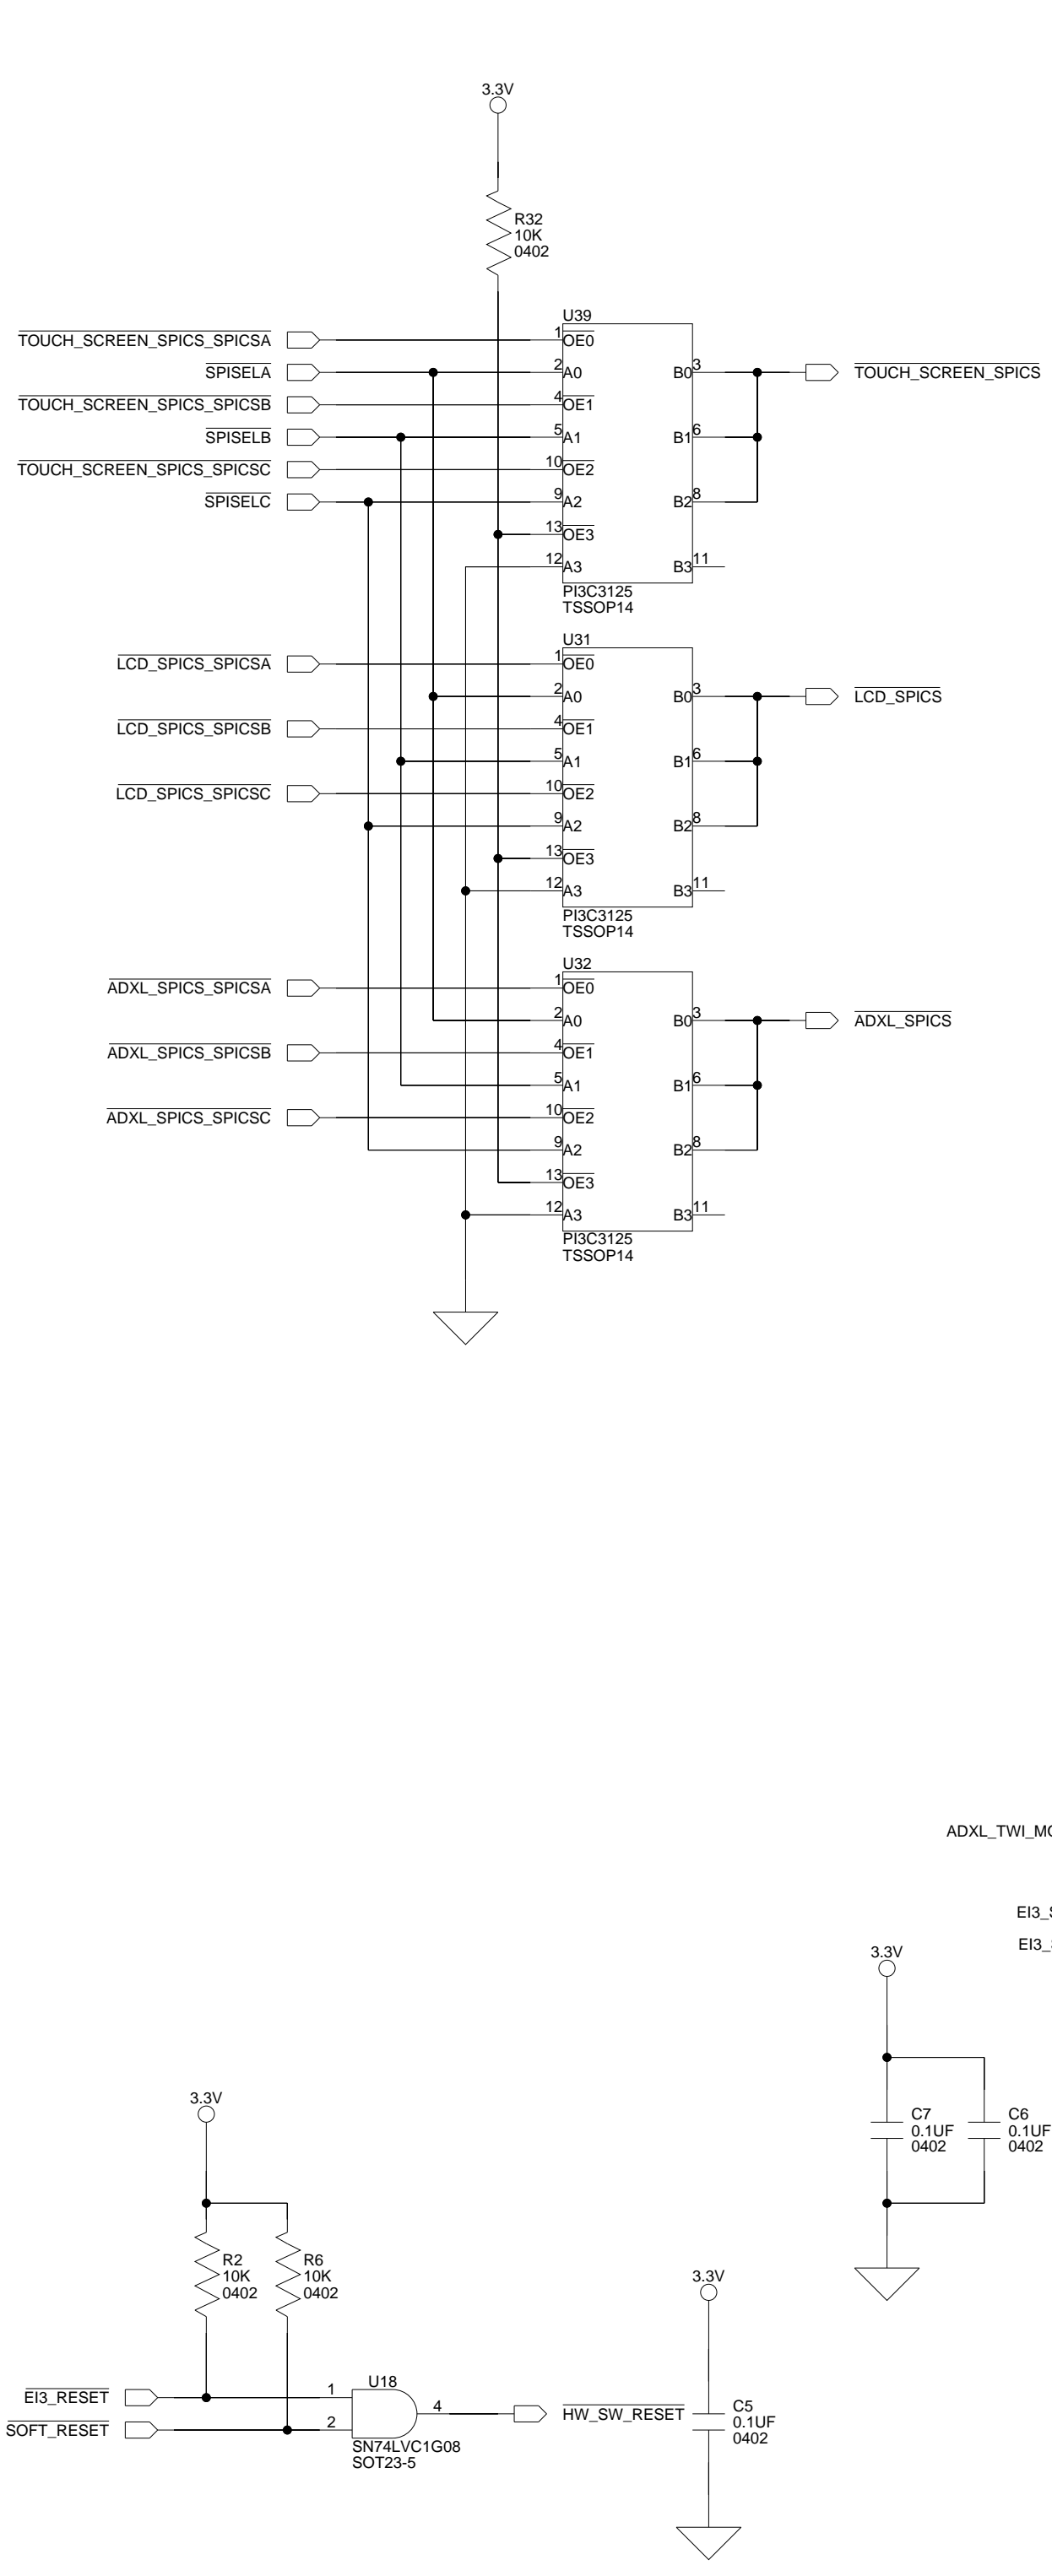 3.3V
R32
10K
0402
U39
TOUCH_SCREEN_SPICS_SPICSA 1 OE0
SPISELA 2 A0 B0 3 TOUCH_SCREEN_SPICS
TOUCH_SCREEN_SPICS_SPICSB 4 OE1
SPISELB 5 A1 B1 6
TOUCH_SCREEN_SPICS_SPICSC 10 OE2
SPISELC 9 A2 B2 8
13 OE3
12 A3 B3 11
PI3C3125
TSSOP14
U31
LCD_SPICS_SPICSA 1 OE0
2 A0 B0 3 LCD_SPICS
LCD_SPICS_SPICSB 4 OE1
5 A1 B1 6
LCD_SPICS_SPICSC 10 OE2
9 A2 B2 8
13 OE3
12 A3 B3 11
PI3C3125
TSSOP14
U32
ADXL_SPICS_SPICSA 1 OE0
2 A0 B0 3 ADXL_SPICS
ADXL_SPICS_SPICSB 4 OE1
5 A1 B1 6
ADXL_SPICS_SPICSC 10 OE2
9 A2 B2 8
13 OE3
12 A3 B3 11
PI3C3125
TSSOP14
3.3V
C7
0.1UF
0402
C6
0.1UF
0402
3.3V
R2
10K
0402
R6
10K
0402
EI3_RESET 1
SOFT_RESET 2
U18
4 HW_SW_RESET
SN74LVC1G08
SOT23-5
3.3V
C5
0.1UF
0402